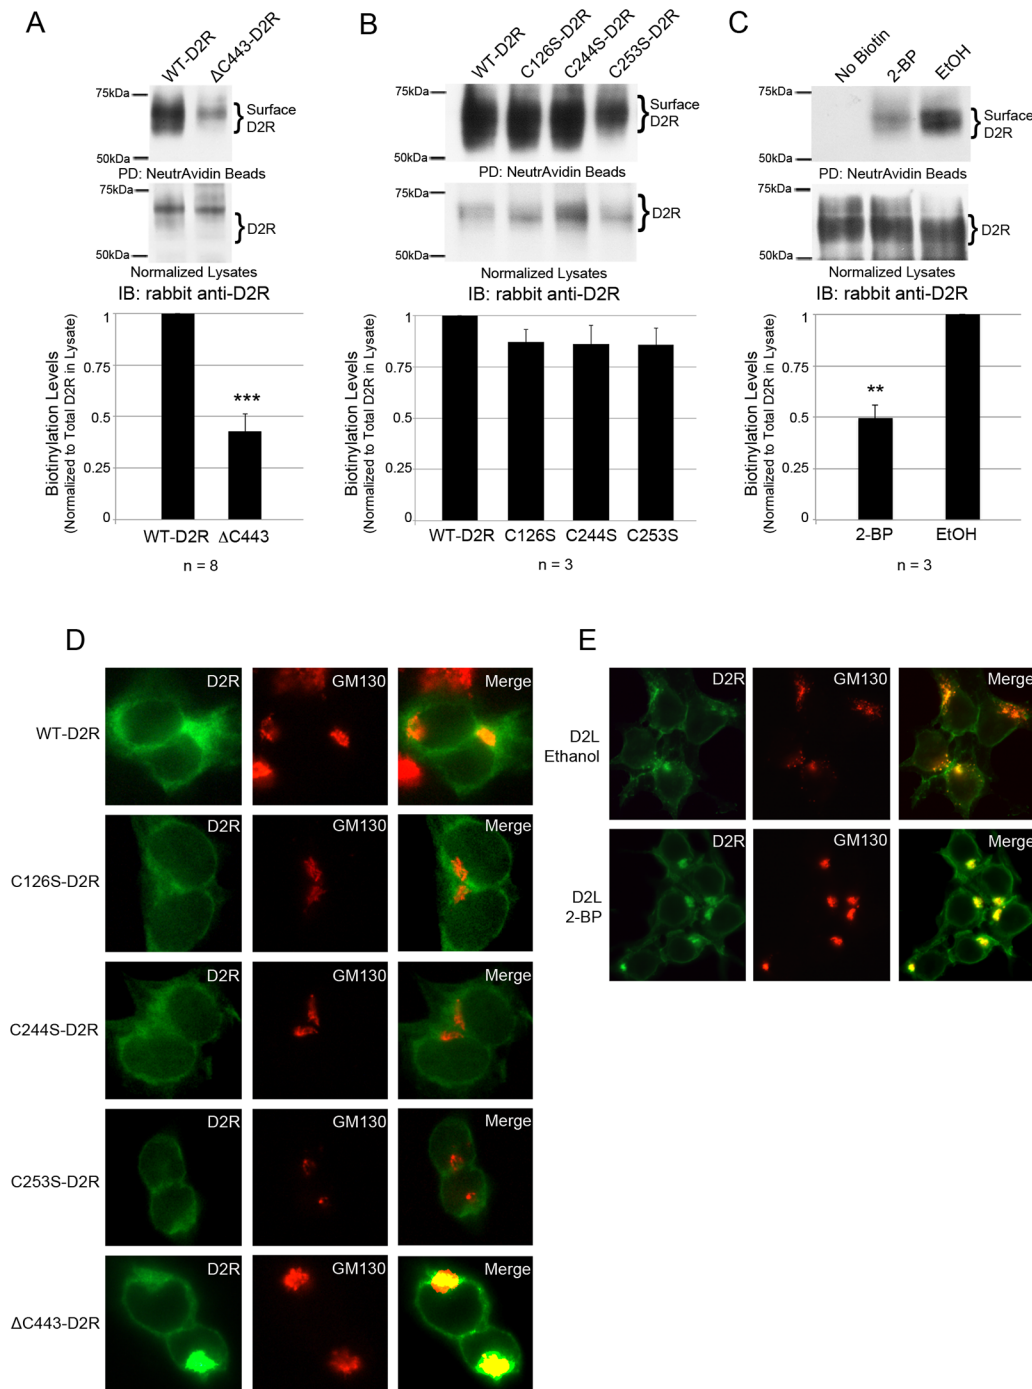 A
WT-D2R
ΔC443-D2R
75kDa
Surface
D2R
50kDa
PD: NeutrAvidin Beads
75kDa
D2R
50kDa
Normalized Lysates
IB: rabbit anti-D2R
Biotinylation Levels
(Normalized to Total D2R in Lysate)
1
0.75
0.5
0.25
0
***
WT-D2R ΔC443
n = 8
B
WT-D2R
C126S-D2R
C244S-D2R
C253S-D2R
75kDa
Surface
D2R
50kDa
PD: NeutrAvidin Beads
75kDa
D2R
50kDa
Normalized Lysates
IB: rabbit anti-D2R
Biotinylation Levels
(Normalized to Total D2R in Lysate)
1
0.75
0.5
0.25
0
WT-D2R C126S C244S C253S
n = 3
C
No Biotin
2-BP
EtOH
75kDa
Surface
D2R
50kDa
PD: NeutrAvidin Beads
75kDa
D2R
50kDa
Normalized Lysates
IB: rabbit anti-D2R
Biotinylation Levels
(Normalized to Total D2R in Lysate)
1
0.75
0.5
0.25
0
**
2-BP EtOH
n = 3
D
WT-D2R
D2R GM130 Merge
C126S-D2R
D2R GM130 Merge
C244S-D2R
D2R GM130 Merge
C253S-D2R
D2R GM130 Merge
ΔC443-D2R
D2R GM130 Merge
E
D2L
Ethanol
D2R GM130 Merge
D2L
2-BP
D2R GM130 Merge